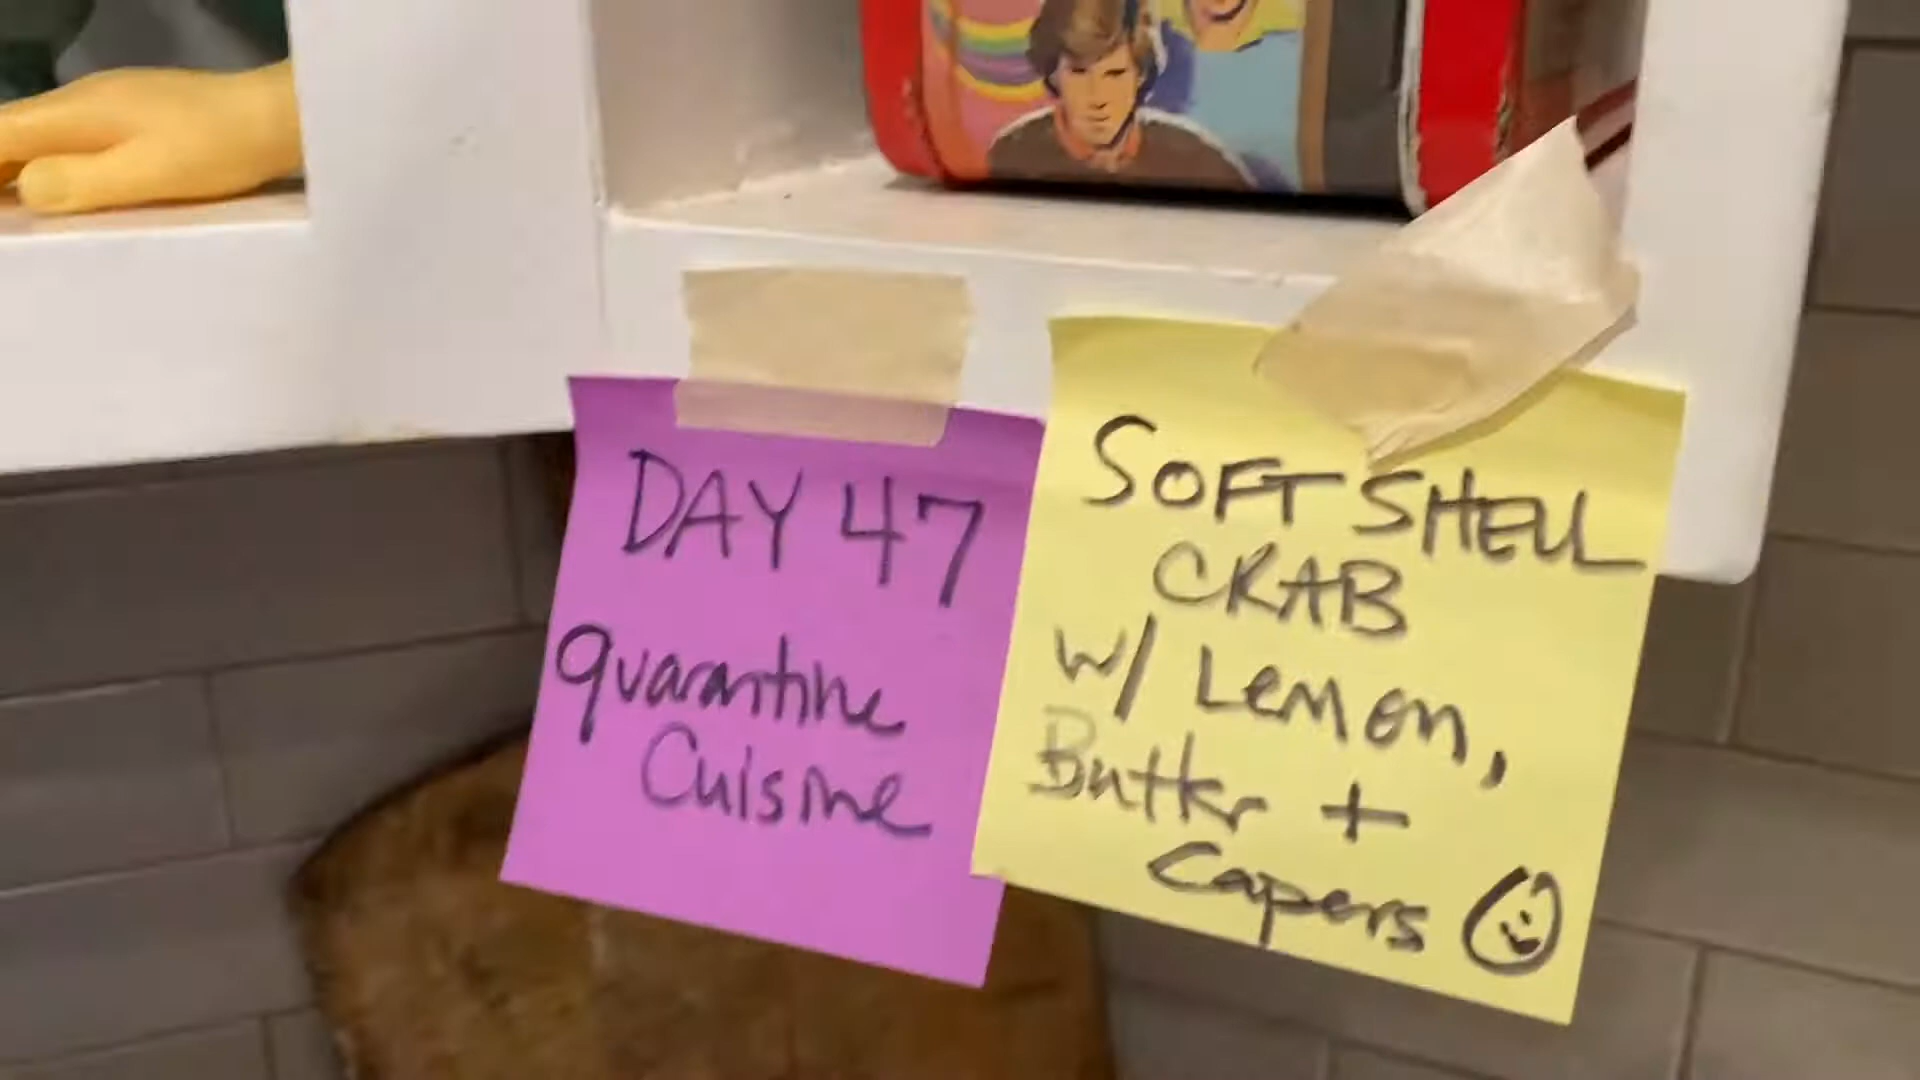 DAY 47
quarantine
Cuisine
SOFT SHELL
CRAB
w/ Lemon,
Butter +
Capers